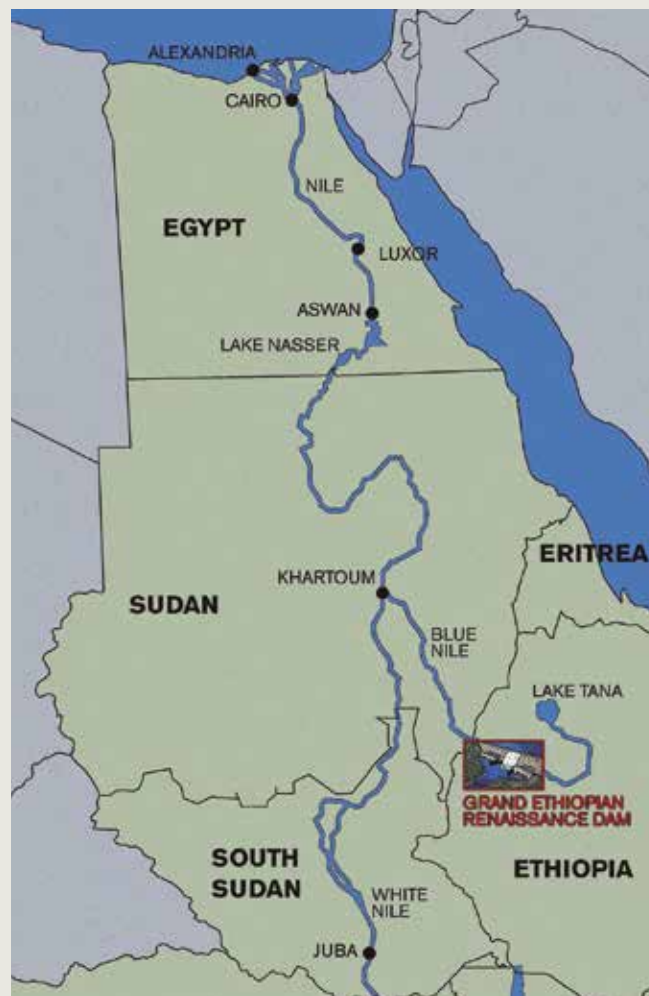 ALEXANDRIA
CAIRO
NILE
EGYPT
LUXOR
ASWAN
LAKE NASSER
ERITREA
KHARTOUM
SUDAN
BLUE
NILE
LAKE TANA
GRAND ETHIOPIAN
RENAISSANCE DAM
SOUTH
SUDAN
ETHIOPIA
WHITE
NILE
JUBA